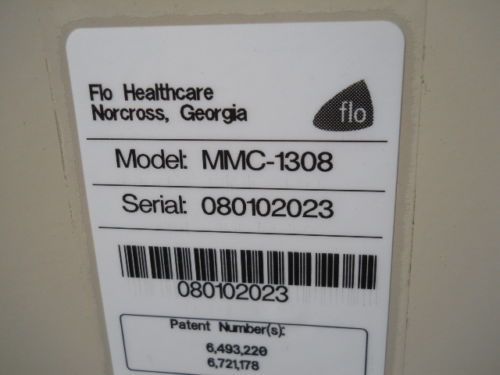 Flo Healthcare
Norcross, Georgia
flo
Model: MMC-1308
Serial: 080102023
080102023
Patent Number(s):
6,493,220
6,721,178